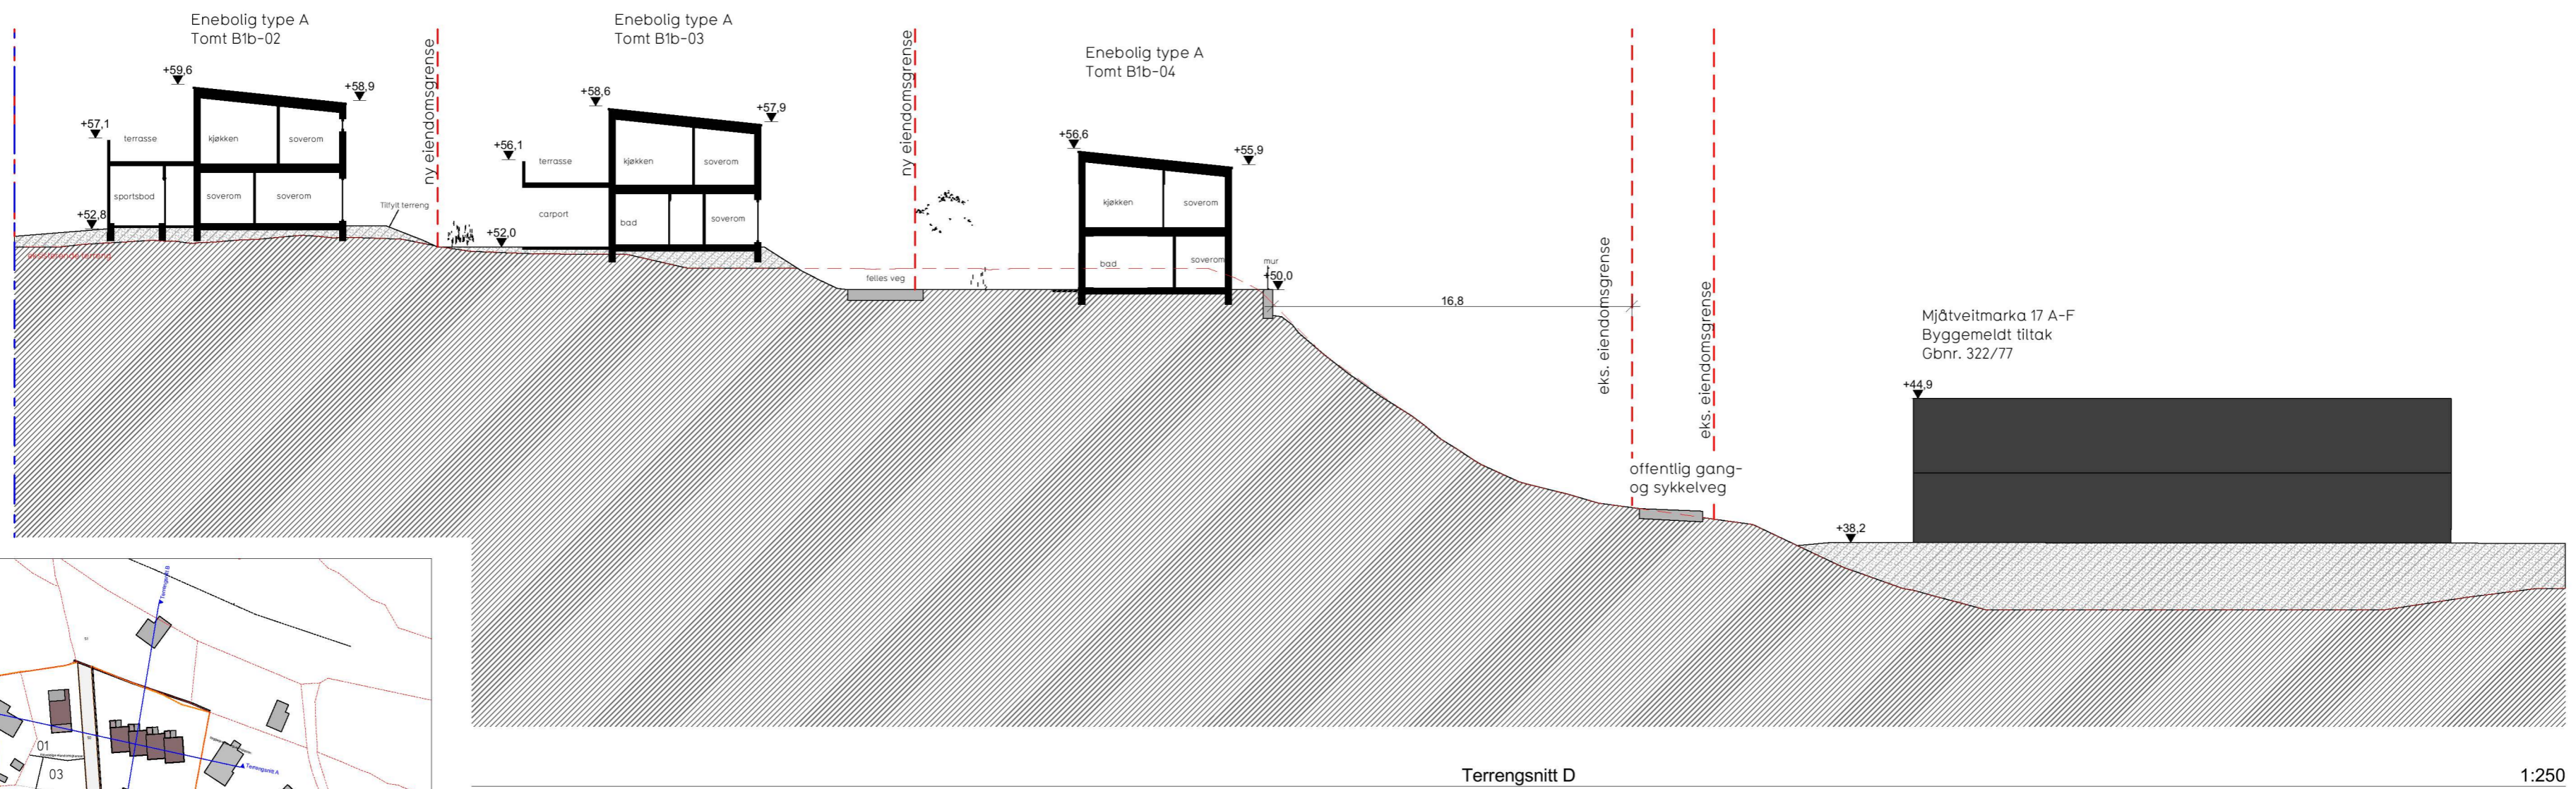 Enebolig type A
Tomt B1b-02
+59,6
+58,9
+57,1
terrasse
kjøkken
soverom
sportsbod
soverom
soverom
+52,8
Tilfylt terreng
eksisterende terreng
ny eiendomsgrense
Enebolig type A
Tomt B1b-03
+58,6
+57,9
+56,1
terrasse
kjøkken
soverom
carport
bad
soverom
+52,0
ny eiendomsgrense
felles veg
Enebolig type A
Tomt B1b-04
+56,6
+55,9
kjøkken
soverom
bad
soverom
mur
+50,0
16,8
eks. eiendomsgrense
eks. eiendomsgrense
offentlig gang-
og sykkelveg
Mjåtveitmarka 17 A-F
Byggemeldt tiltak
Gbnr. 322/77
+44,9
+38,2
Terrengsnitt B
01
03
Terrengsnitt A
Terrengsnitt D
1:250